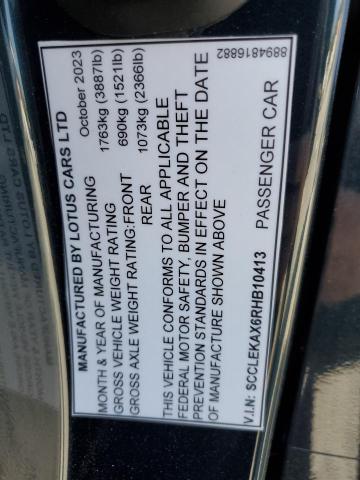 MANUFACTURED BY LOTUS CARS LTD
MONTH & YEAR OF MANUFACTURING October 2023
GROSS VEHICLE WEIGHT RATING 1763kg (3887lb)
GROSS AXLE WEIGHT RATING:FRONT 690kg (1521lb)
REAR 1073kg (2366lb)
THIS VEHICLE CONFORMS TO ALL APPLICABLE
FEDERAL MOTOR SAFETY, BUMPER AND THEFT
PREVENTION STANDARDS IN EFFECT ON THE DATE
OF MANUFACTURE SHOWN ABOVE
V.I.N: SCCLEKAX6RHB10413 PASSENGER CAR
8894816882